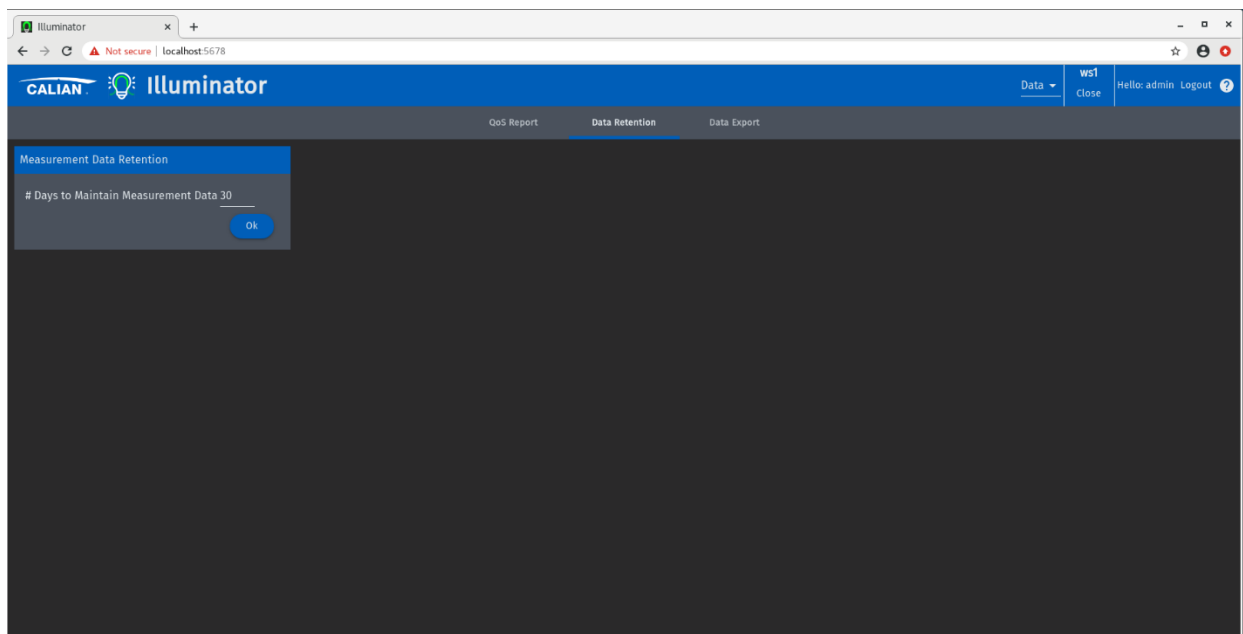 Illuminator
Not secure | localhost:5678
CALIAN. Illuminator
Data
ws1
Close
Hello: admin Logout ?
QoS Report Data Retention Data Export
Measurement Data Retention
# Days to Maintain Measurement Data 30
Ok